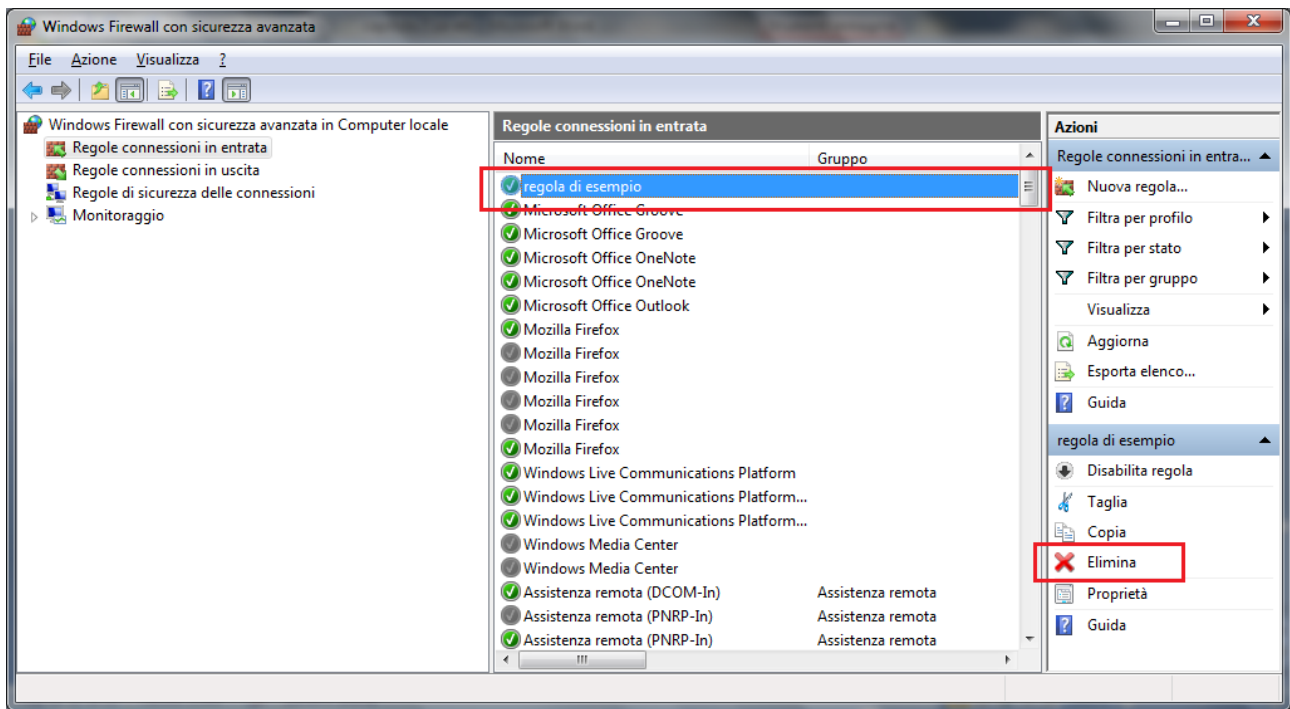 Windows Firewall con sicurezza avanzata
File Azione Visualizza ?
Windows Firewall con sicurezza avanzata in Computer locale
Regole connessioni in entrata
Regole connessioni in uscita
Regole di sicurezza delle connessioni
Monitoraggio
Regole connessioni in entrata
Nome Gruppo
regola di esempio
Microsoft Office Groove
Microsoft Office Groove
Microsoft Office OneNote
Microsoft Office OneNote
Microsoft Office Outlook
Mozilla Firefox
Mozilla Firefox
Mozilla Firefox
Mozilla Firefox
Mozilla Firefox
Mozilla Firefox
Windows Live Communications Platform
Windows Live Communications Platform...
Windows Live Communications Platform...
Windows Media Center
Windows Media Center
Assistenza remota (DCOM-In) Assistenza remota
Assistenza remota (PNRP-In) Assistenza remota
Assistenza remota (PNRP-In) Assistenza remota
Azioni
Regole connessioni in entra...
Nuova regola...
Filtra per profilo
Filtra per stato
Filtra per gruppo
Visualizza
Aggiorna
Esporta elenco...
Guida
regola di esempio
Disabilita regola
Taglia
Copia
Elimina
Proprietà
Guida